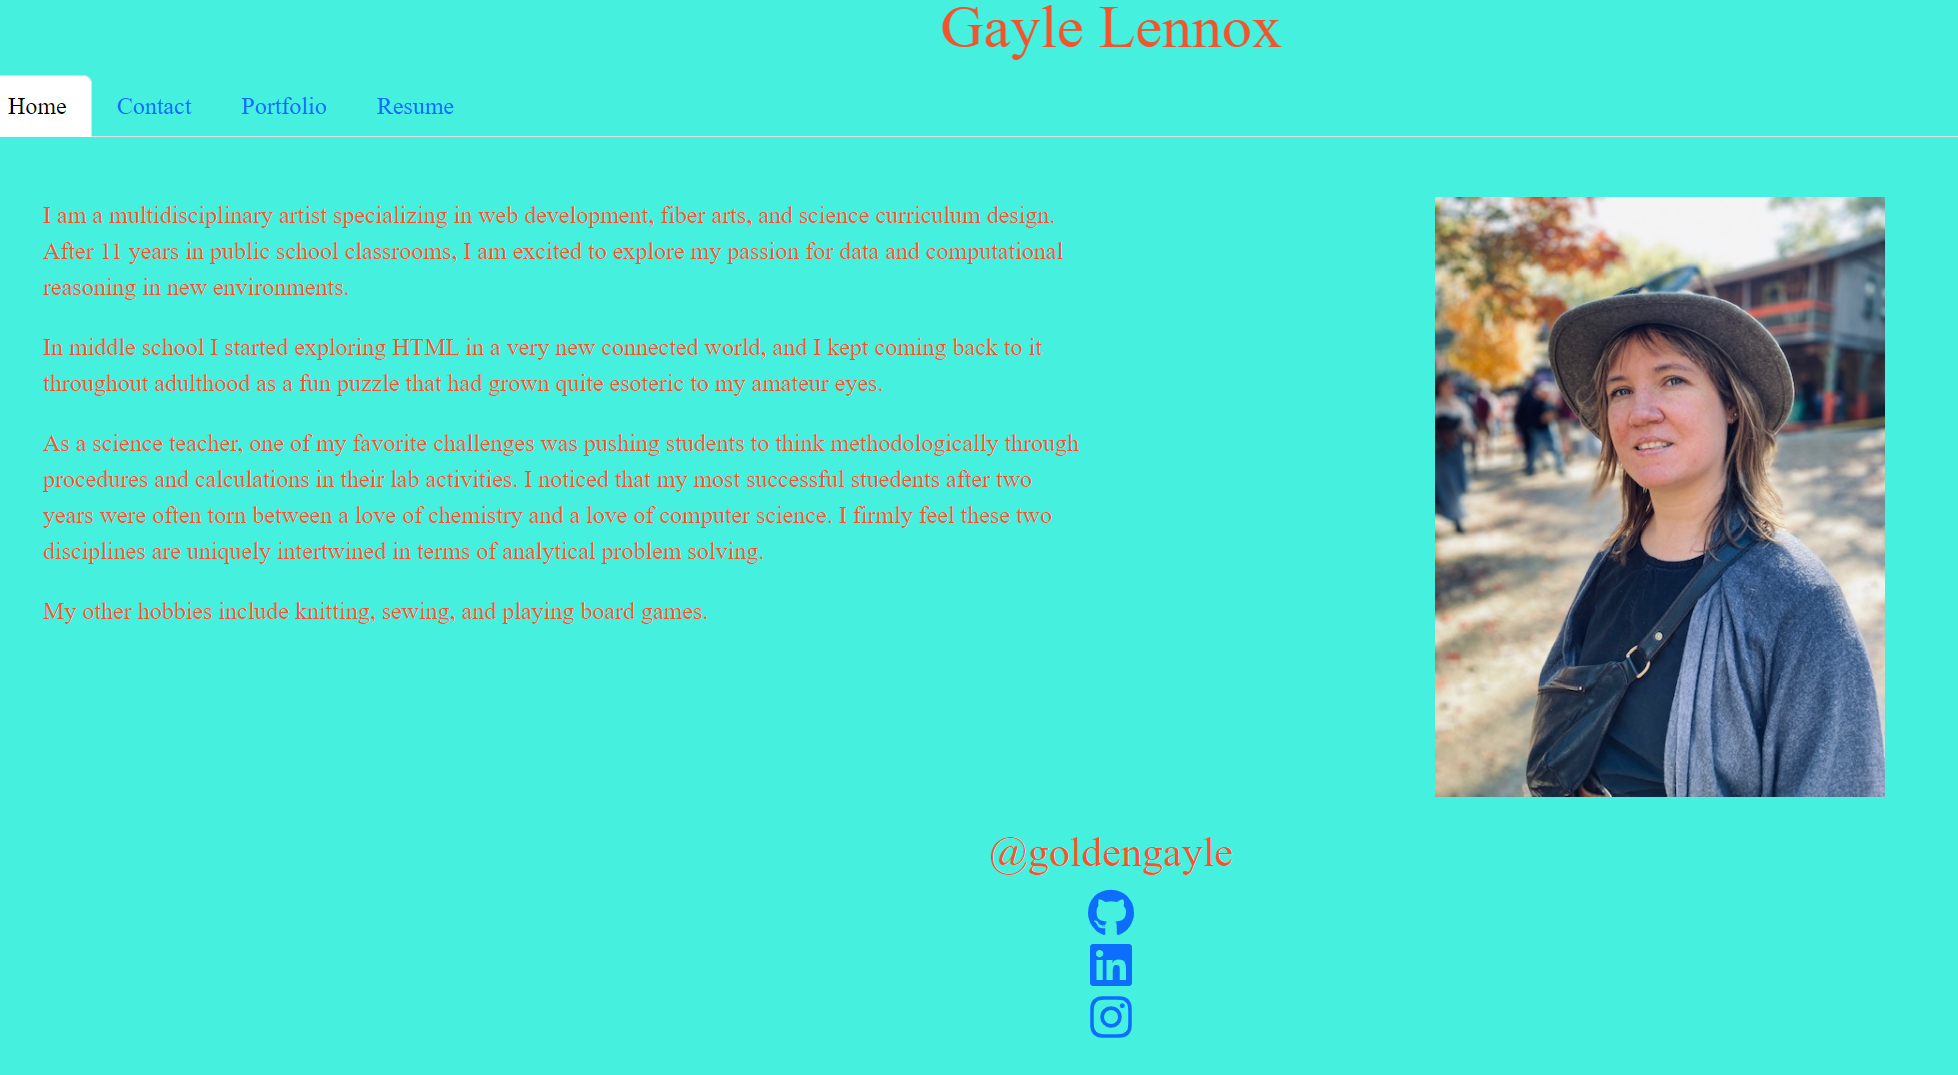 Gayle Lennox
Home Contact Portfolio Resume
I am a multidisciplinary artist specializing in web development, fiber arts, and science curriculum design.
After 11 years in public school classrooms, I am excited to explore my passion for data and computational
reasoning in new environments.
In middle school I started exploring HTML in a very new connected world, and I kept coming back to it
throughout adulthood as a fun puzzle that had grown quite esoteric to my amateur eyes.
As a science teacher, one of my favorite challenges was pushing students to think methodologically through
procedures and calculations in their lab activities. I noticed that my most successful stuedents after two
years were often torn between a love of chemistry and a love of computer science. I firmly feel these two
disciplines are uniquely intertwined in terms of analytical problem solving.
My other hobbies include knitting, sewing, and playing board games.
@goldengayle
in